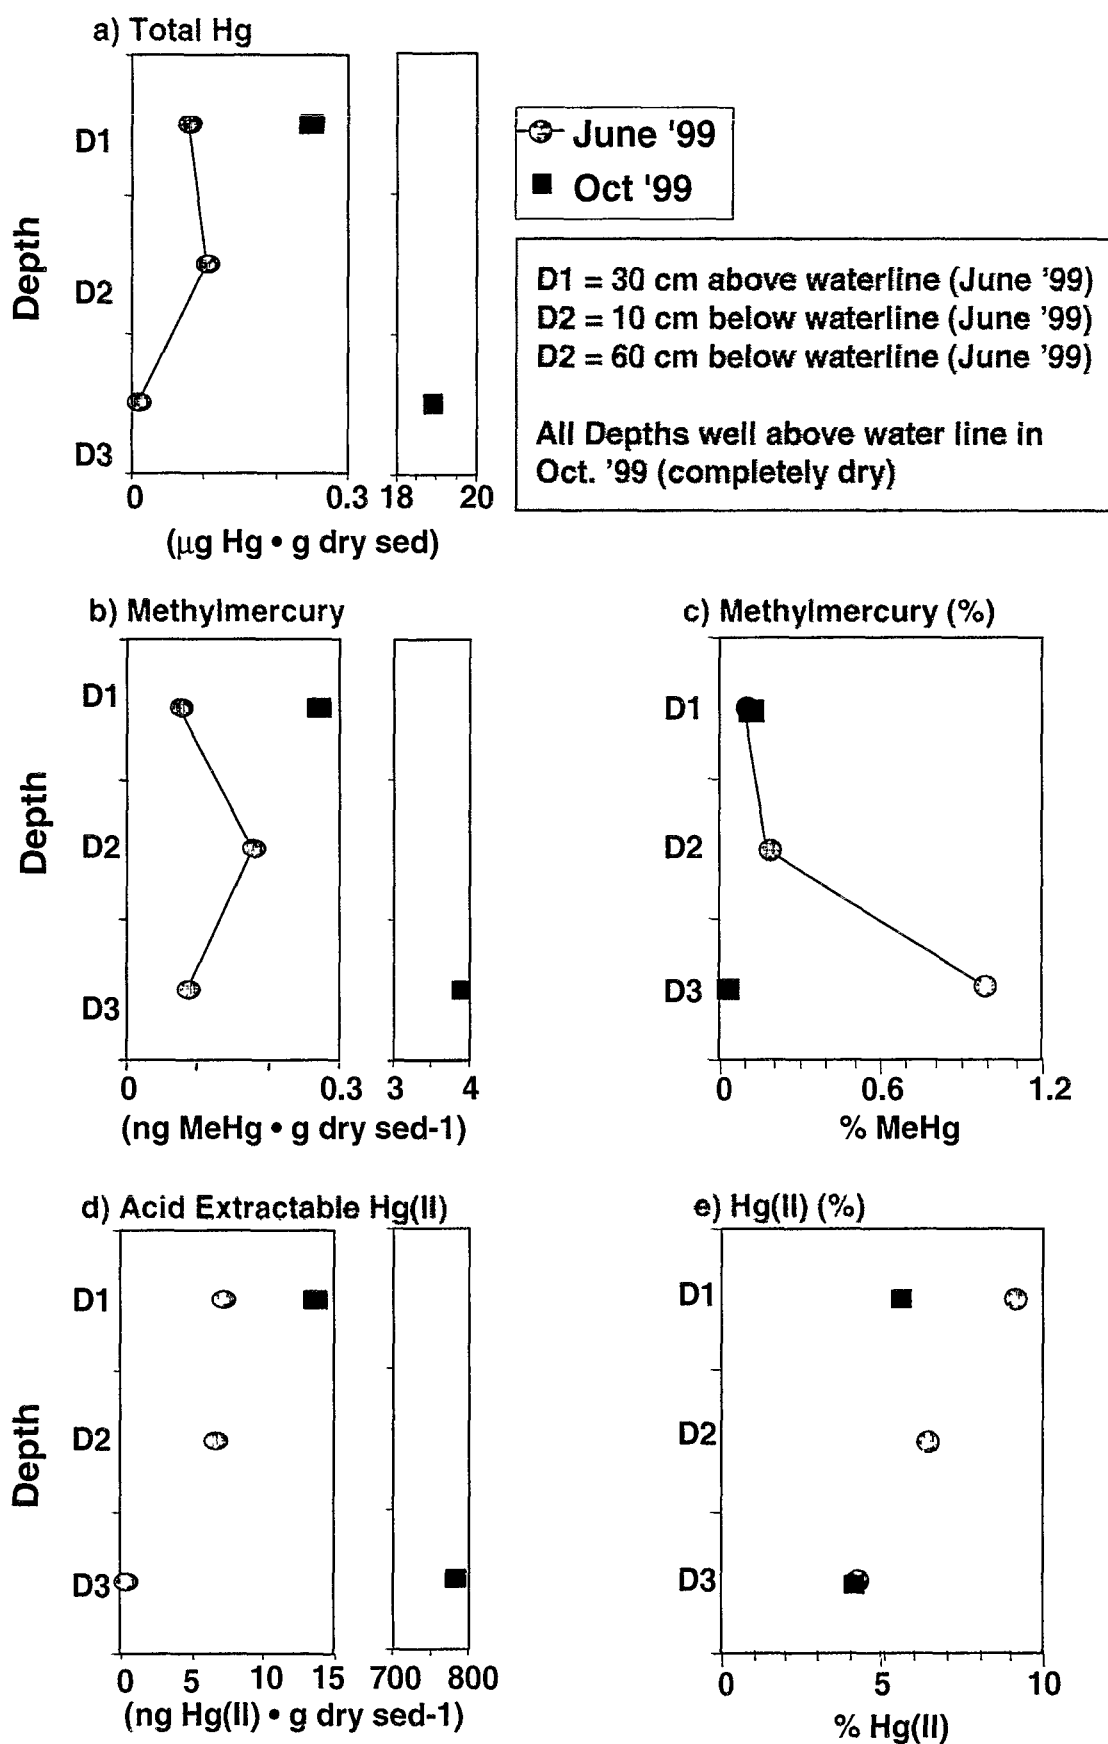 a) Total Hg
D1
Depth
D2
D3
0 0.3 18 20
(µg Hg • g dry sed)
June '99
Oct '99
D1 = 30 cm above waterline (June '99)
D2 = 10 cm below waterline (June '99)
D2 = 60 cm below waterline (June '99)
All Depths well above water line in
Oct. '99 (completely dry)
b) Methylmercury
D1
Depth
D2
D3
0 0.3 3 4
(ng MeHg • g dry sed-1)
c) Methylmercury (%)
D1
D2
D3
0 0.6 1.2
% MeHg
d) Acid Extractable Hg(II)
D1
Depth
D2
D3
0 5 10 15 700 800
(ng Hg(II) • g dry sed-1)
e) Hg(II) (%)
D1
D2
D3
0 5 10
% Hg(II)